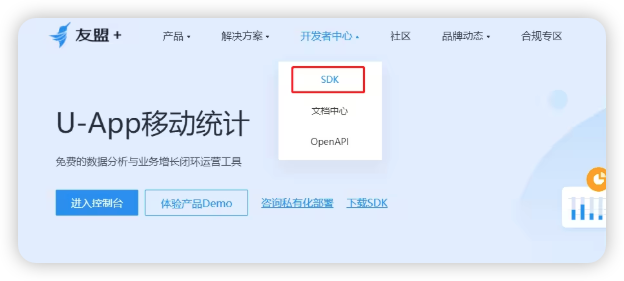 友盟+ 产品 解决方案 开发者中心 社区 品牌动态 合规专区
SDK
文档中心
OpenAPI
U-App移动统计
免费的数据分析与业务增长闭环运营工具
进入控制台 体验产品Demo 咨询私有化部署 下载SDK